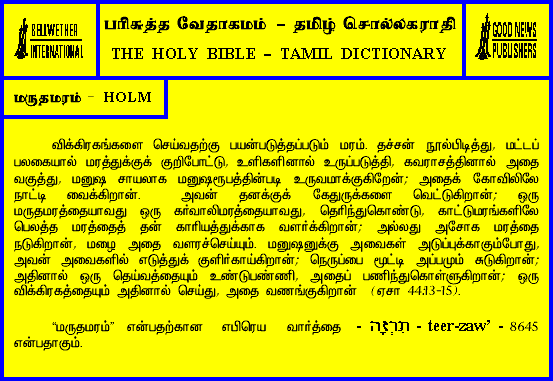 BELLWETHER
INTERNATIONAL
பரிசுத்த வேதாகமம் – தமிழ் சொல்லகராதி
THE HOLY BIBLE – TAMIL DICTIONARY
GOOD NEWS
PUBLISHERS
மருதமரம் – HOLM
விக்கிரகங்களை செய்வதற்கு பயன்படுத்தப்படும் மரம். தச்சன் நூல்பிடித்து, மட்டப்
பலகையால் மரத்துக்குக் குறிபோட்டு, உளிகளினால் உருப்படுத்தி, கவராசத்தினால் அதை
வகுத்து, மனுஷ சாயலாக மனுஷரூபத்தின்படி உருவமாக்குகிறேன்; அதைக் கோவிலிலே
நாட்டி வைக்கிறான். அவன் தனக்குக் கேதுருக்களை வெட்டுகிறான்; ஒரு
மருதமரத்தையாவது ஒரு கர்வாலிமரத்தையாவது, தெரிந்துகொண்டு, காட்டுமரங்களிலே
பெலத்த மரத்தைத் தன் காரியத்துக்காக வளர்க்கிறான்; அல்லது அசோக மரத்தை
நடுகிறான், மழை அதை வளரச்செய்யும். மனுஷனுக்கு அவைகள் அடுப்புக்காகும்போது,
அவன் அவைகளில் எடுத்துக் குளிர்காய்கிறான்; நெருப்பை மூட்டி அப்பமும் சுடுகிறான்;
அதினால் ஒரு தெய்வத்தையும் உண்டுபண்ணி, அதைப் பணிந்துகொள்ளுகிறான்; ஒரு
விக்கிரகத்தையும் அதினால் செய்து, அதை வணங்குகிறான் (ஏசா 44:13-15).
“மருதமரம்” என்பதற்கான எபிரெய வார்த்தை - תִּרְזָה - teer-zaw’ - 8645
என்பதாகும்.